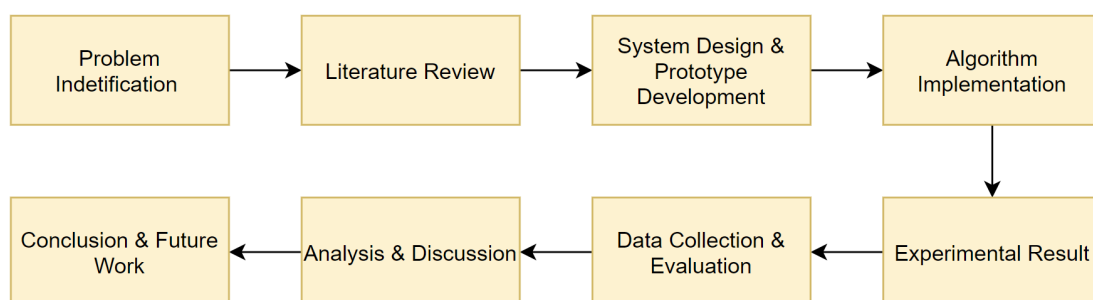 Problem
Indetification
Literature Review
System Design &
Prototype
Development
Algorithm
Implementation
Experimental Result
Data Collection &
Evaluation
Analysis & Discussion
Conclusion & Future
Work